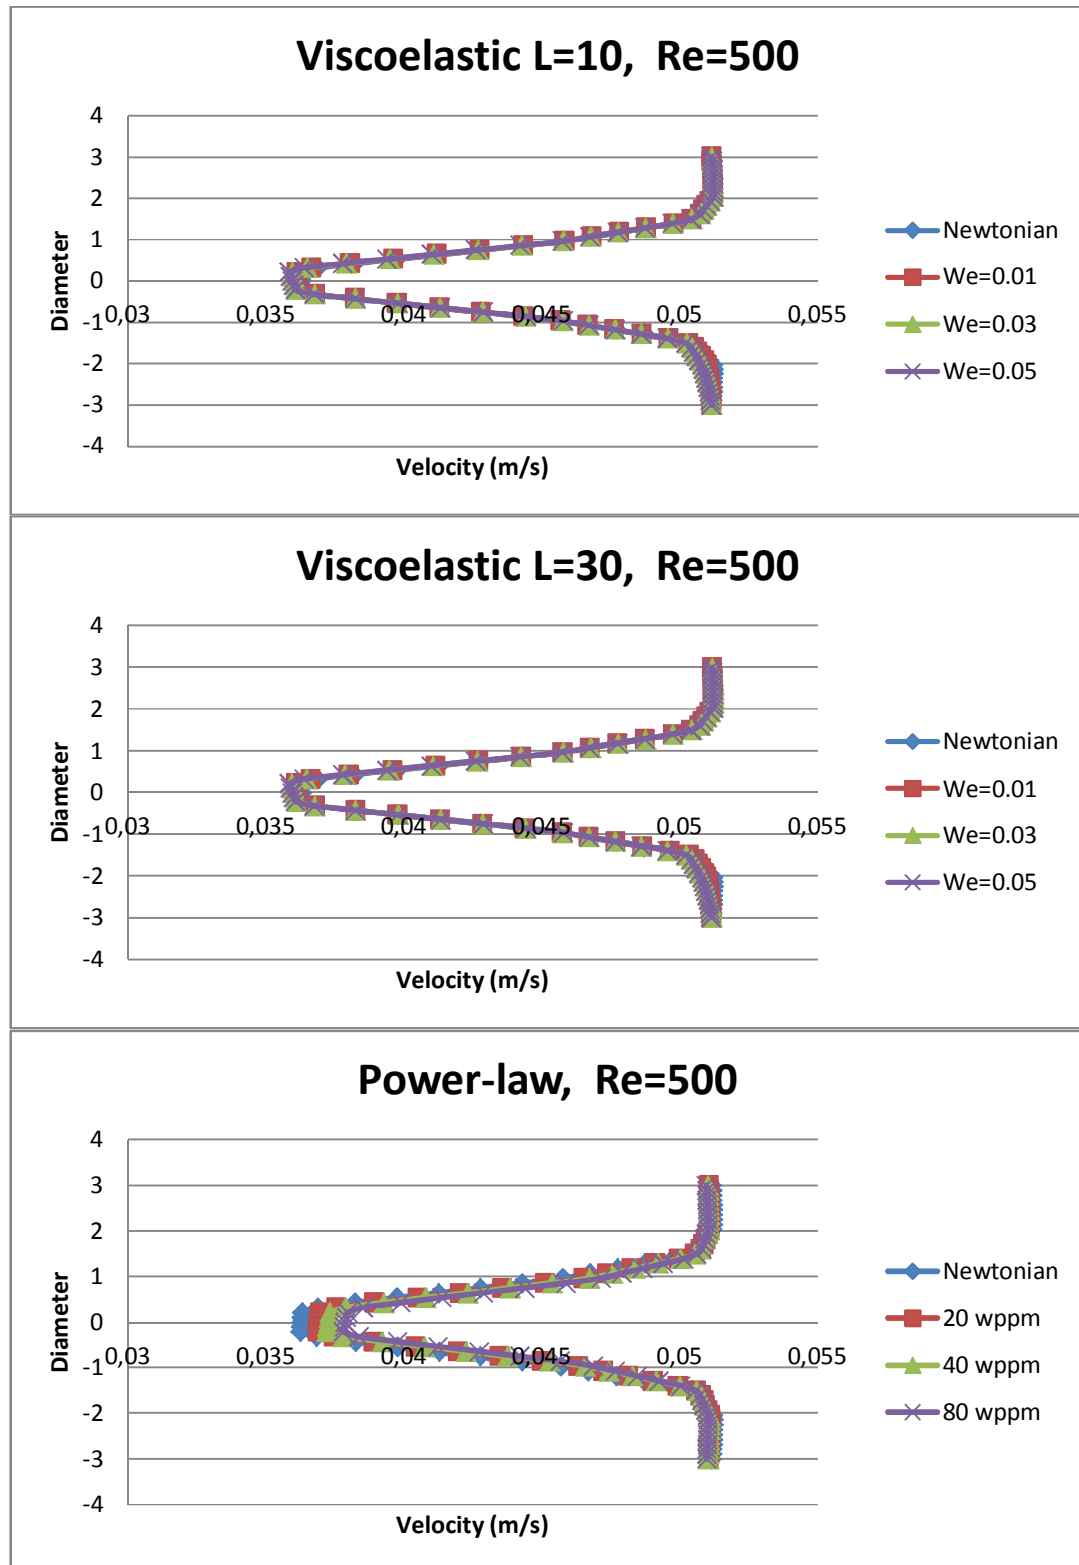 Viscoelastic L=10, Re=500
4
3
2
1
0
-1
-2
-3
-4
Diameter
0,03 0,035 0,04 0,045 0,05 0,055
Velocity (m/s)
Newtonian
We=0.01
We=0.03
We=0.05
Viscoelastic L=30, Re=500
4
3
2
1
0
-1
-2
-3
-4
Diameter
0,03 0,035 0,04 0,045 0,05 0,055
Velocity (m/s)
Newtonian
We=0.01
We=0.03
We=0.05
Power-law, Re=500
4
3
2
1
0
-1
-2
-3
-4
Diameter
0,03 0,035 0,04 0,045 0,05 0,055
Velocity (m/s)
Newtonian
20 wppm
40 wppm
80 wppm